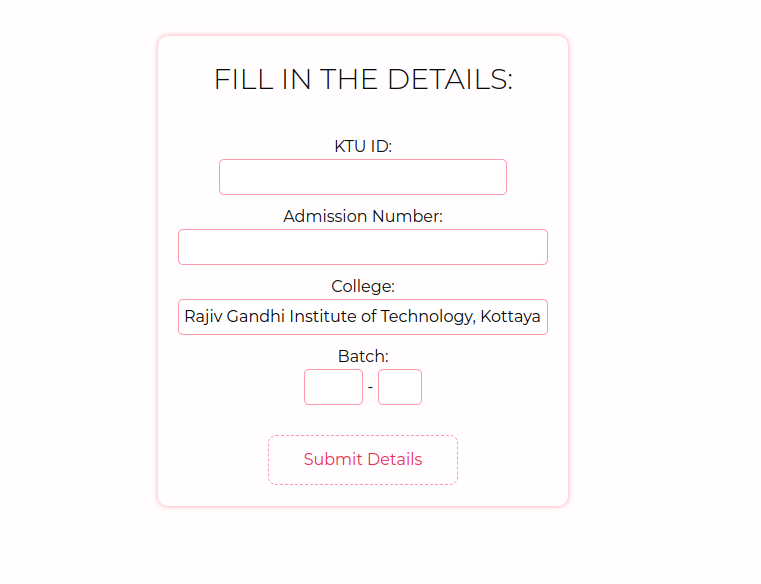 FILL IN THE DETAILS:
KTU ID:
Admission Number:
College:
Rajiv Gandhi Institute of Technology, Kottaya
Batch:
-
Submit Details